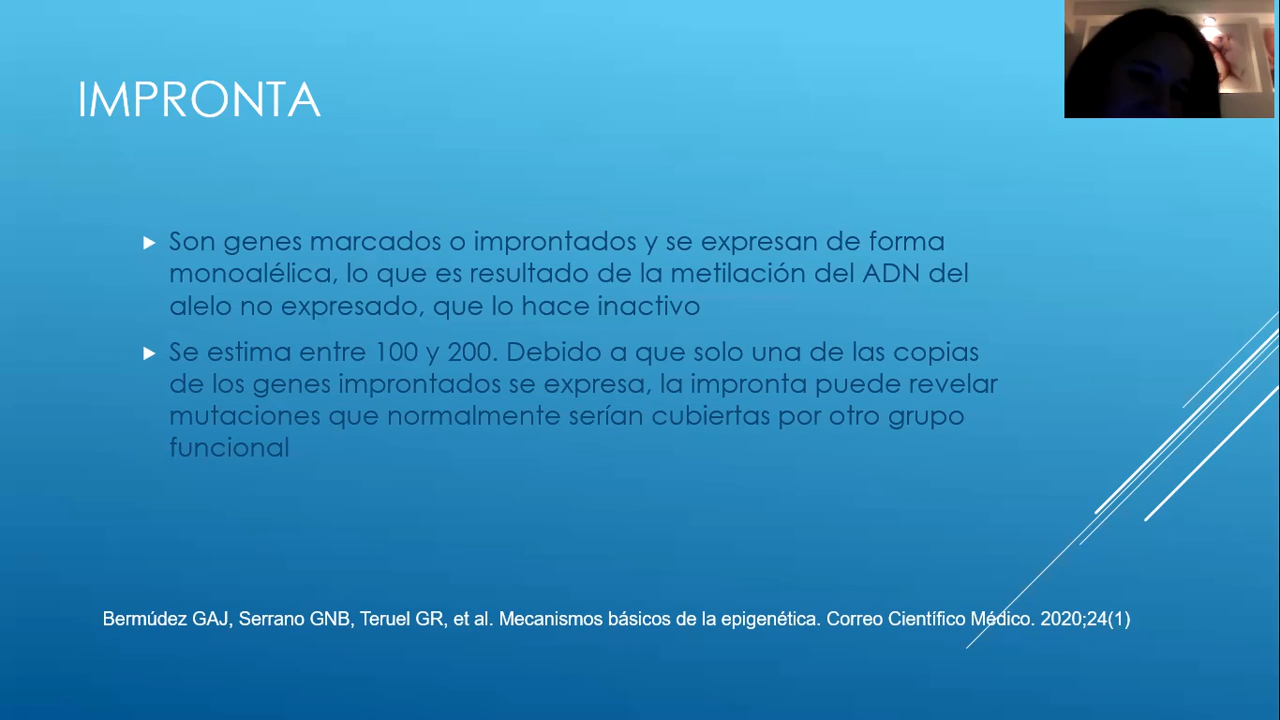 IMPRONTA
Son genes marcados o improntados y se expresan de forma
monoalélica, lo que es resultado de la metilación del ADN del
alelo no expresado, que lo hace inactivo
Se estima entre 100 y 200. Debido a que solo una de las copias
de los genes improntados se expresa, la impronta puede revelar
mutaciones que normalmente serían cubiertas por otro grupo
funcional
Bermúdez GAJ, Serrano GNB, Teruel GR, et al. Mecanismos básicos de la epigenética. Correo Científico Médico. 2020;24(1)